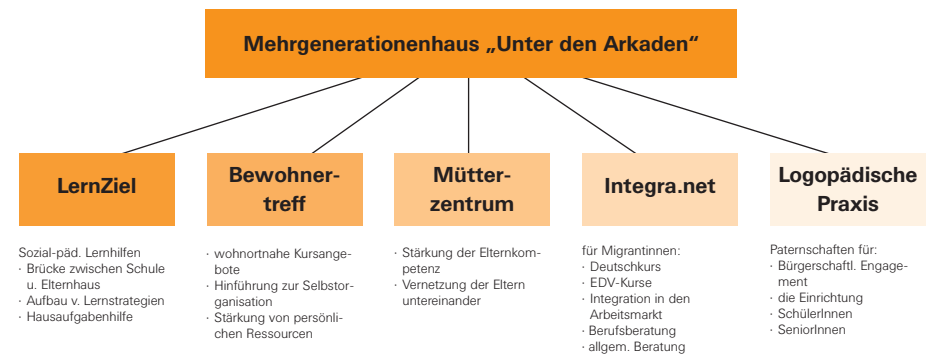 Mehrgenerationenhaus „Unter den Arkaden“
LernZiel
Sozial-päd. Lernhilfen
· Brücke zwischen Schule
u. Elternhaus
· Aufbau v. Lernstrategien
· Hausaufgabenhilfe
Bewohner-
treff
· wohnortnahe Kursange-
bote
· Hinführung zur Selbstor-
ganisation
· Stärkung von persönli-
chen Ressourcen
Mütter-
zentrum
· Stärkung der Elternkom-
petenz
· Vernetzung der Eltern
untereinander
Integra.net
für Migrantinnen:
· Deutschkurs
· EDV-Kurse
· Integration in den
Arbeitsmarkt
· Berufsberatung
· allgem. Beratung
Logopädische
Praxis
Paternschaften für:
· Bürgerschaftl. Engage-
ment
· die Einrichtung
· SchülerInnen
· SeniorInnen